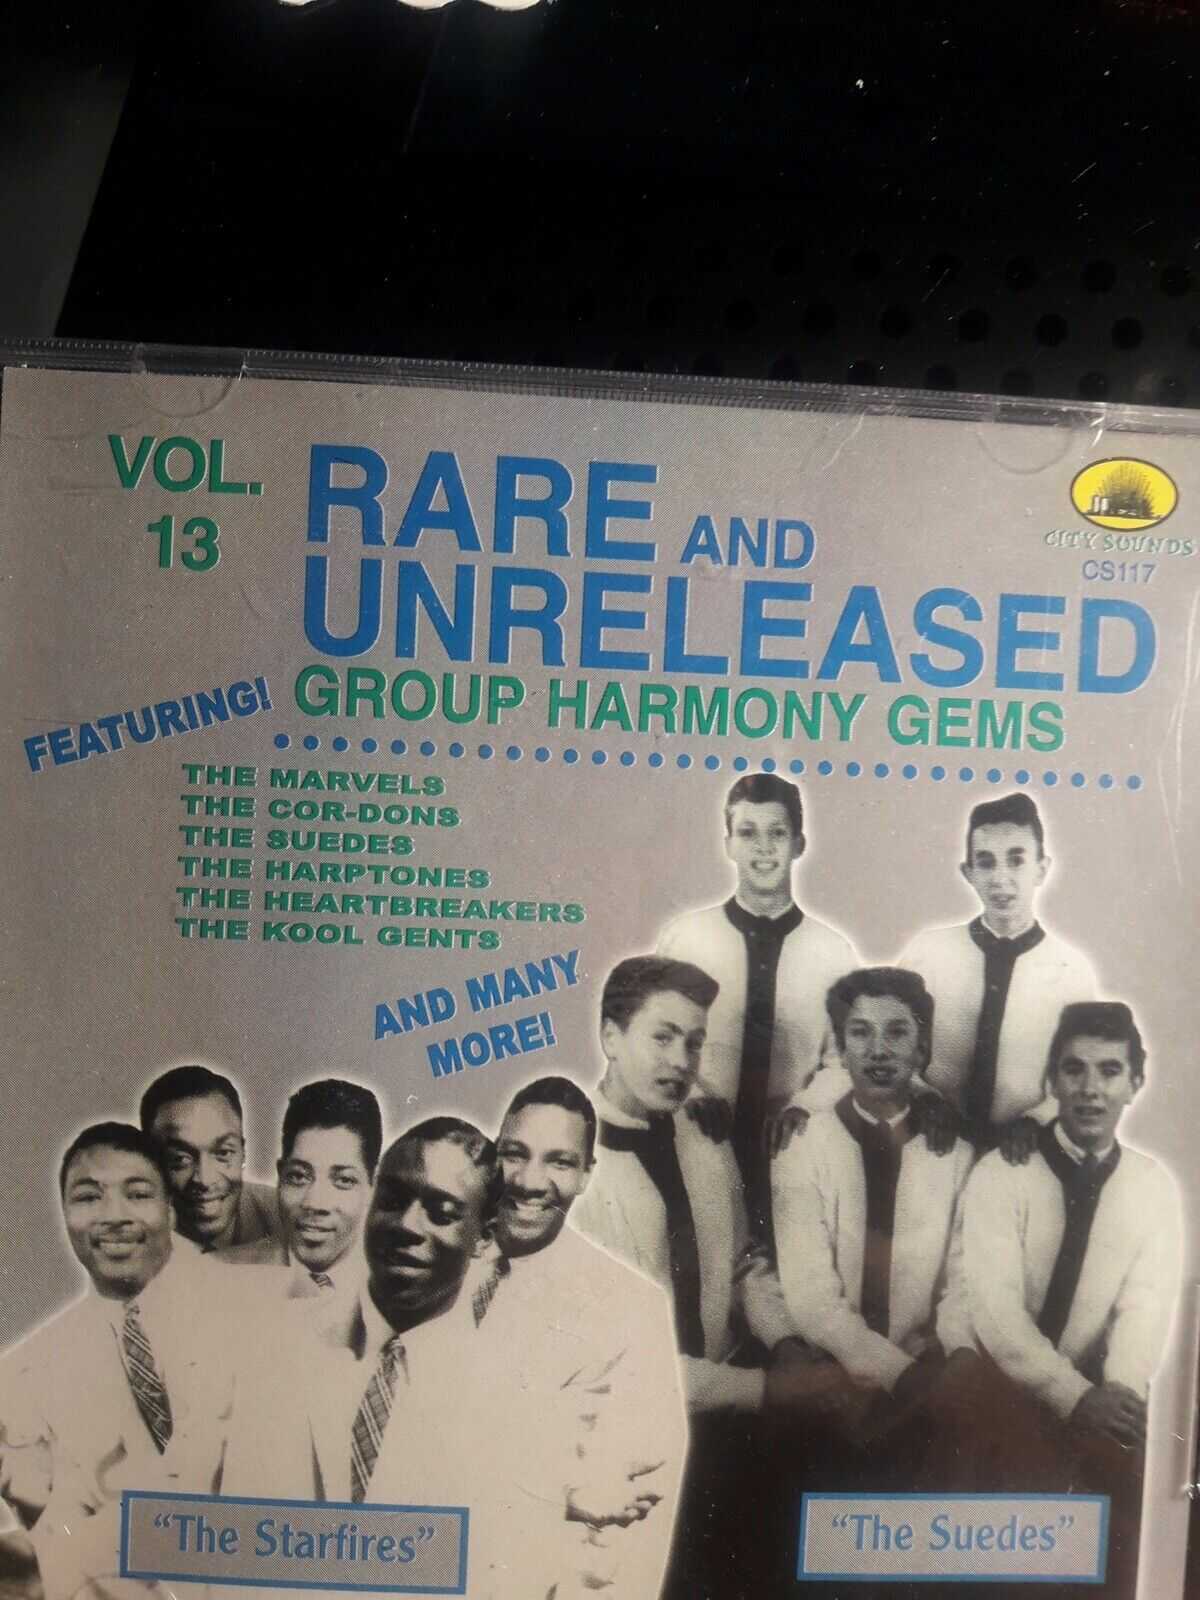 VOL.
13
RARE AND
UNRELEASED
GROUP HARMONY GEMS
CITY SOUNDS
CS117
FEATURING!
THE MARVELS
THE COR-DONS
THE SUEDES
THE HARPTONES
THE HEARTBREAKERS
THE KOOL GENTS
AND MANY
MORE!
"The Starfires"
"The Suedes"